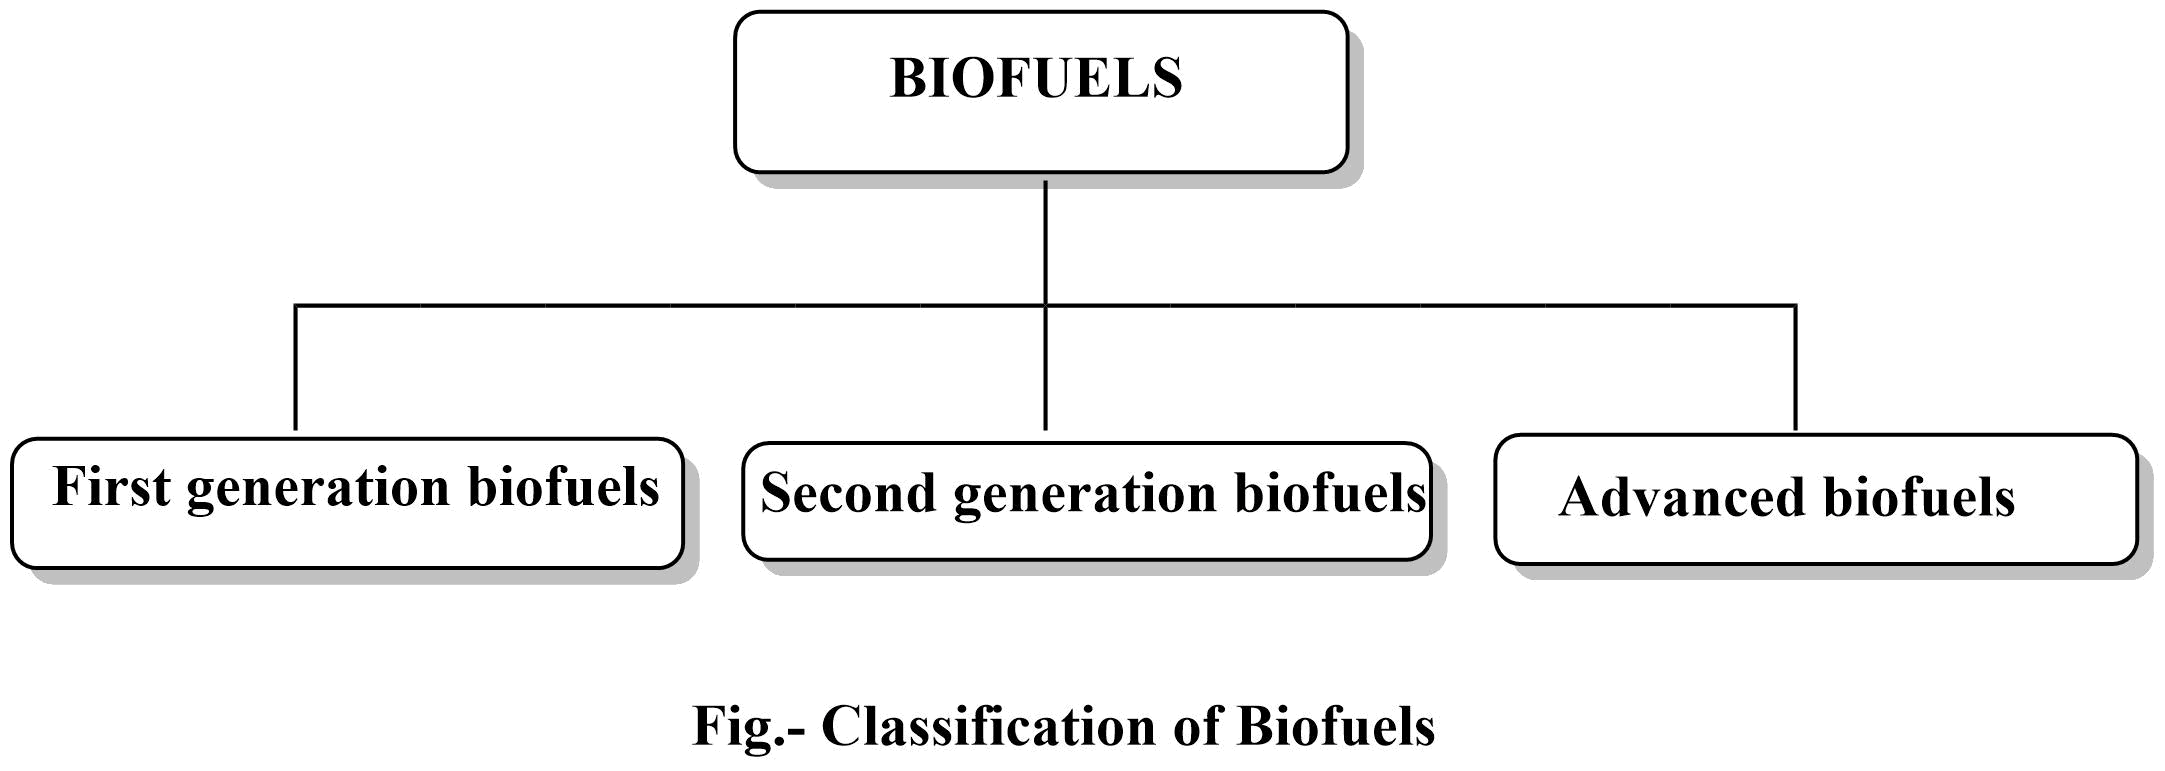 BIOFUELS
First generation biofuels
Second generation biofuels
Advanced biofuels
Fig.- Classification of Biofuels